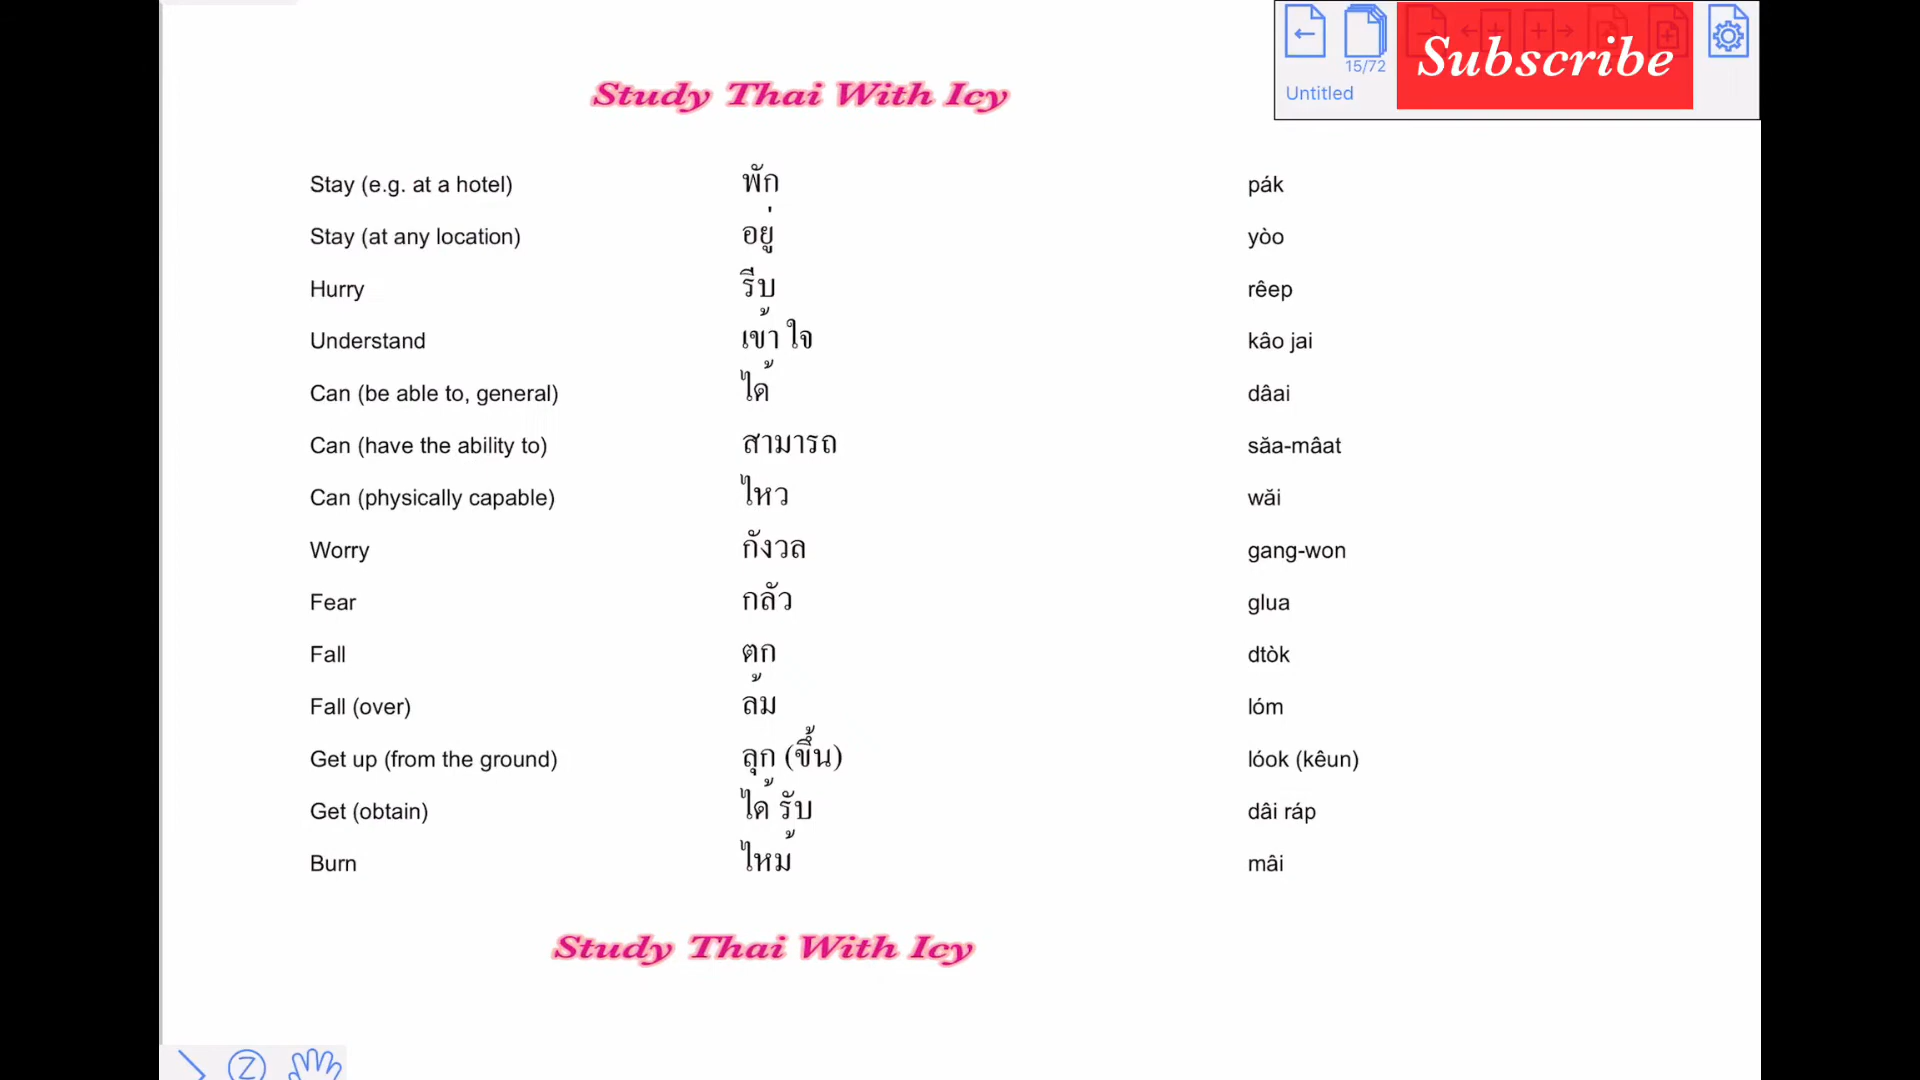 15/72
Untitled
Subscribe
Study Thai With Icy
Stay (e.g. at a hotel) พัก pák
Stay (at any location) อยู่ yòo
Hurry รีบ rêep
Understand เข้า ใจ kâo jai
Can (be able to, general) ได้ dâai
Can (have the ability to) สามารถ săa-mâat
Can (physically capable) ไหว wăi
Worry กังวล gang-won
Fear กลัว glua
Fall ตก dtòk
Fall (over) ล้ม lóm
Get up (from the ground) ลุก (ขึ้น) lóok (kêun)
Get (obtain) ได้ รับ dâi ráp
Burn ไหม้ mâi
Study Thai With Icy
Z